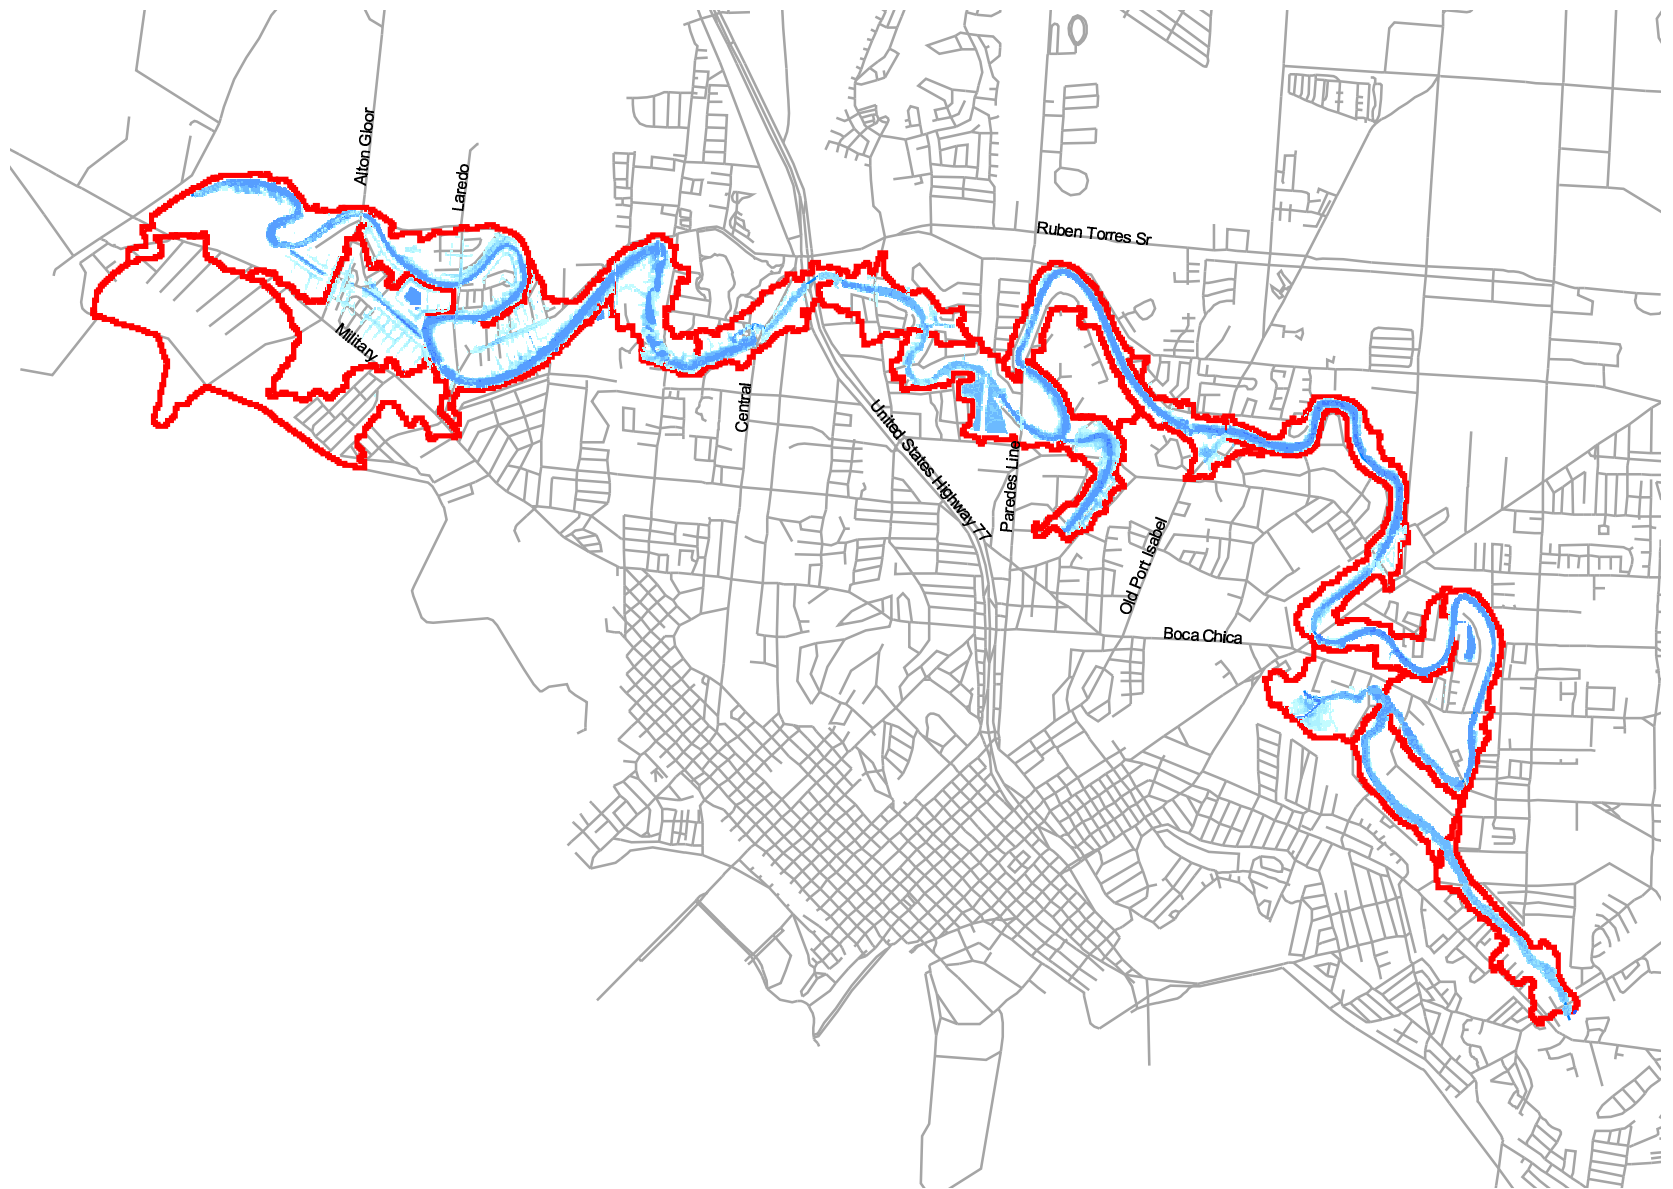 Alton Gloor
Laredo
Ruben Torres Sr
Military
Central
United States Highway 77
Paredes Line
Old Port Isabel
Boca Chica